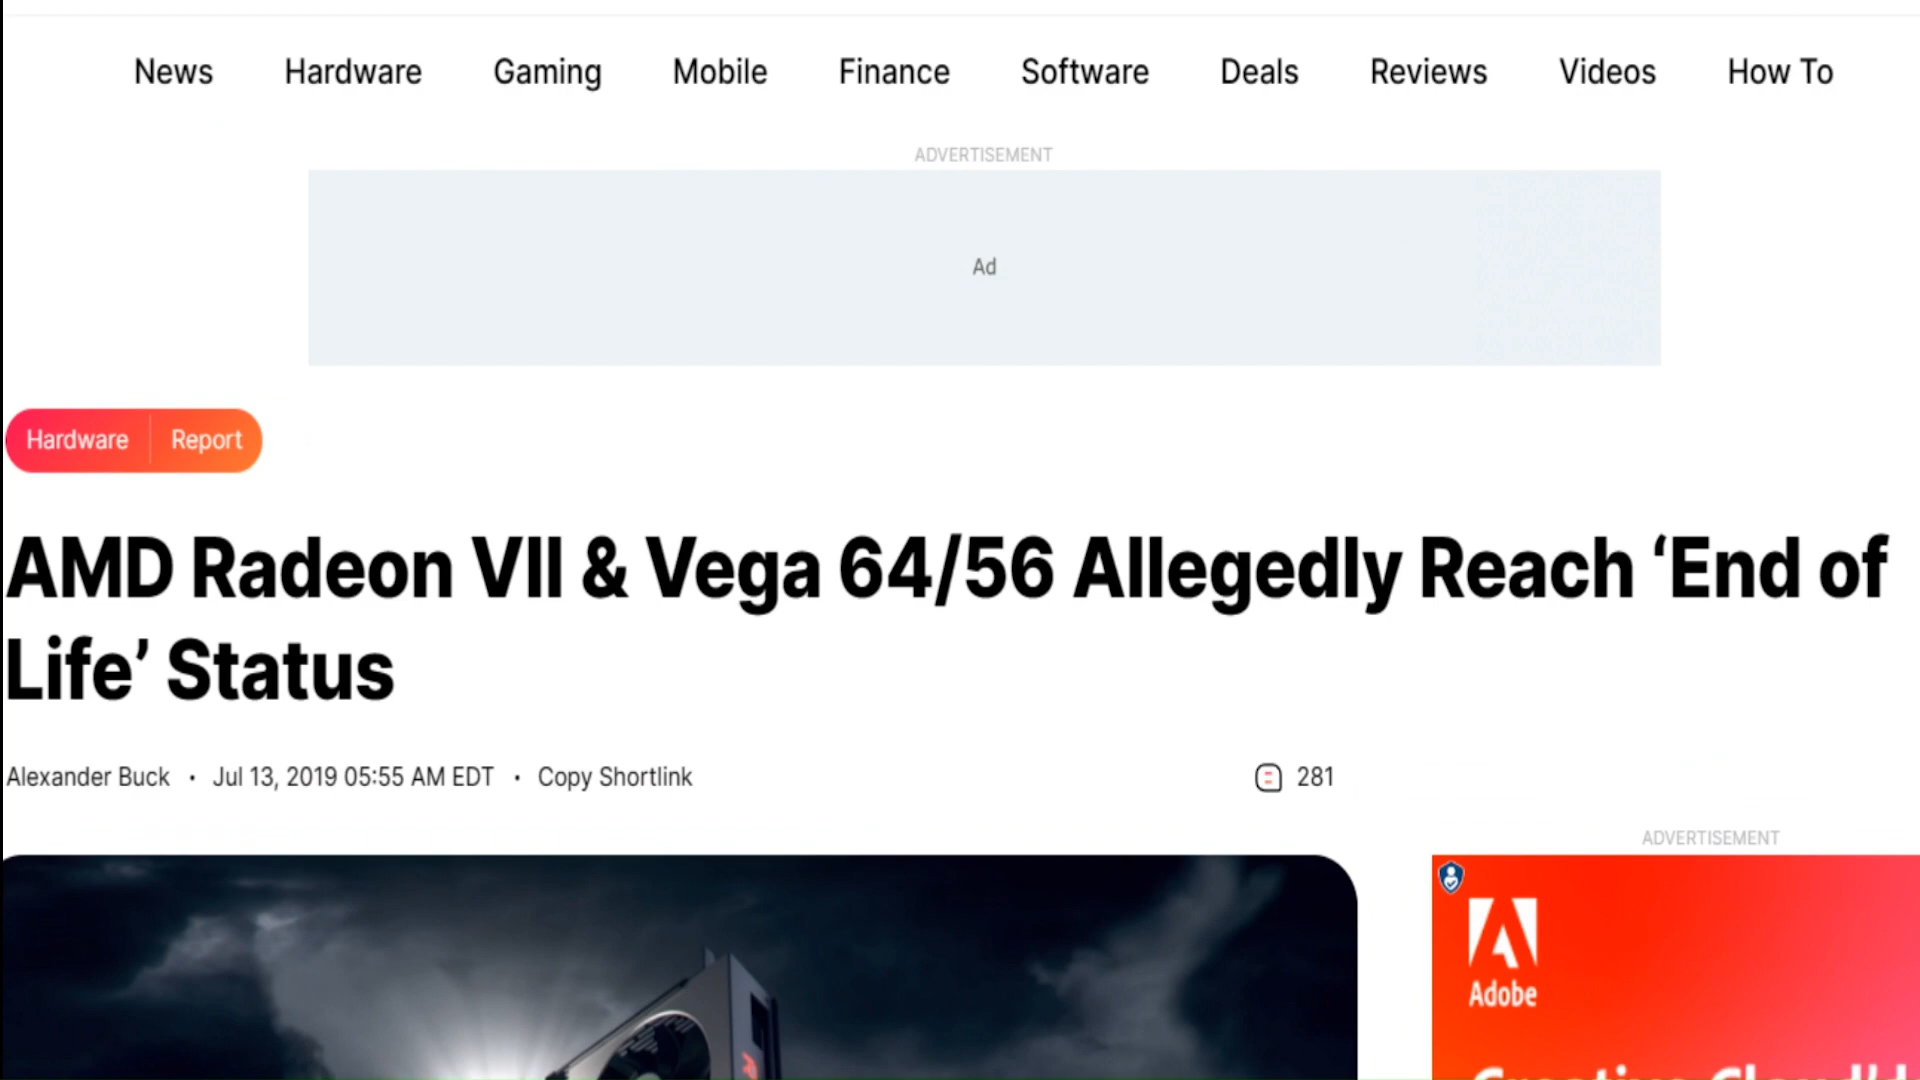 News Hardware Gaming Mobile Finance Software Deals Reviews Videos How To
ADVERTISEMENT
Ad
Hardware Report
AMD Radeon VII & Vega 64/56 Allegedly Reach ‘End of
Life’ Status
Alexander Buck • Jul 13, 2019 05:55 AM EDT • Copy Shortlink 281
ADVERTISEMENT
Adobe